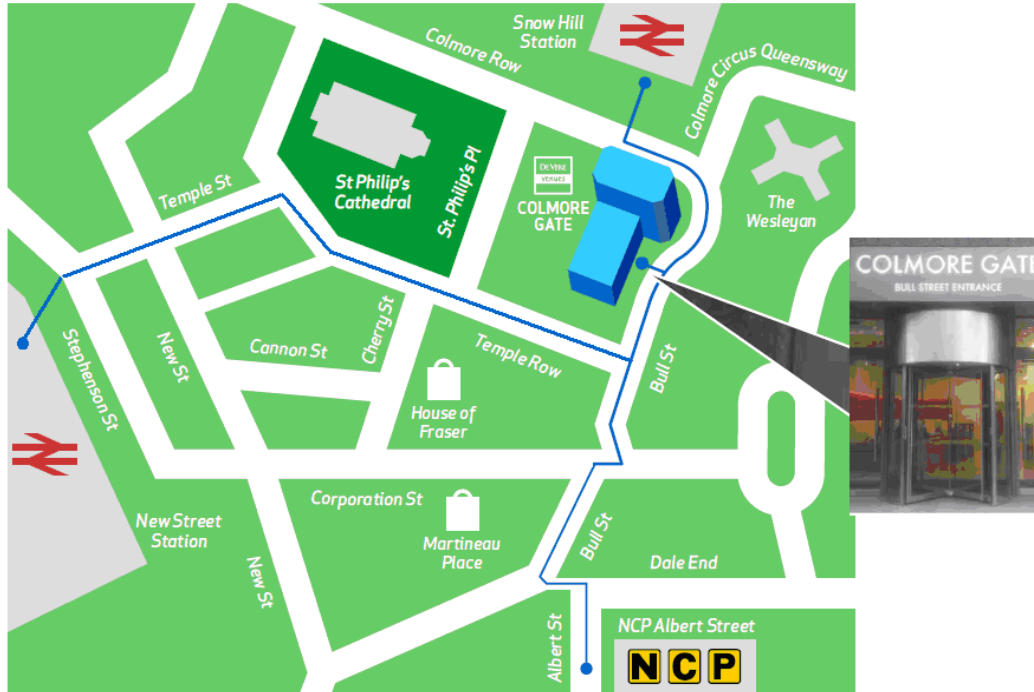 Snow Hill
Station
Colmore Row
Colmore Circus Queensway
DE VERE
VENUES
COLMORE
GATE
St Philip's
Cathedral
St. Philip's Pl
Temple St
The
Wesleyan
COLMORE GATE
BULL STREET ENTRANCE
Stephenson St
New St
Cannon St
Cherry St
Temple Row
Bull St
House of
Fraser
Corporation St
New Street
Station
Martineau
Place
Bull St
Dale End
New St
Albert St
NCP Albert Street
NCP